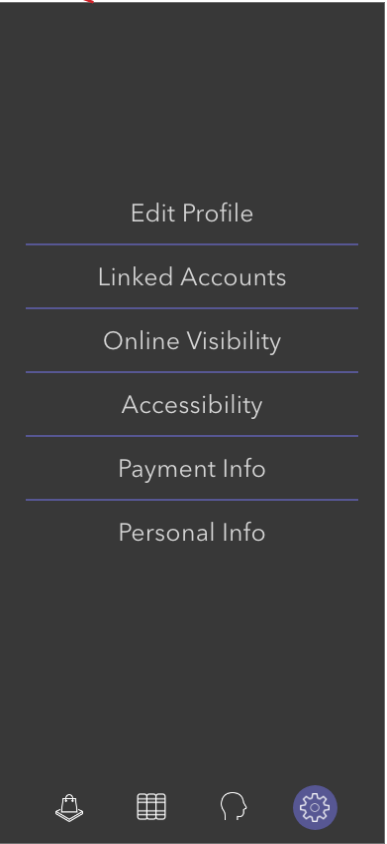 Edit Profile
Linked Accounts
Online Visibility
Accessibility
Payment Info
Personal Info